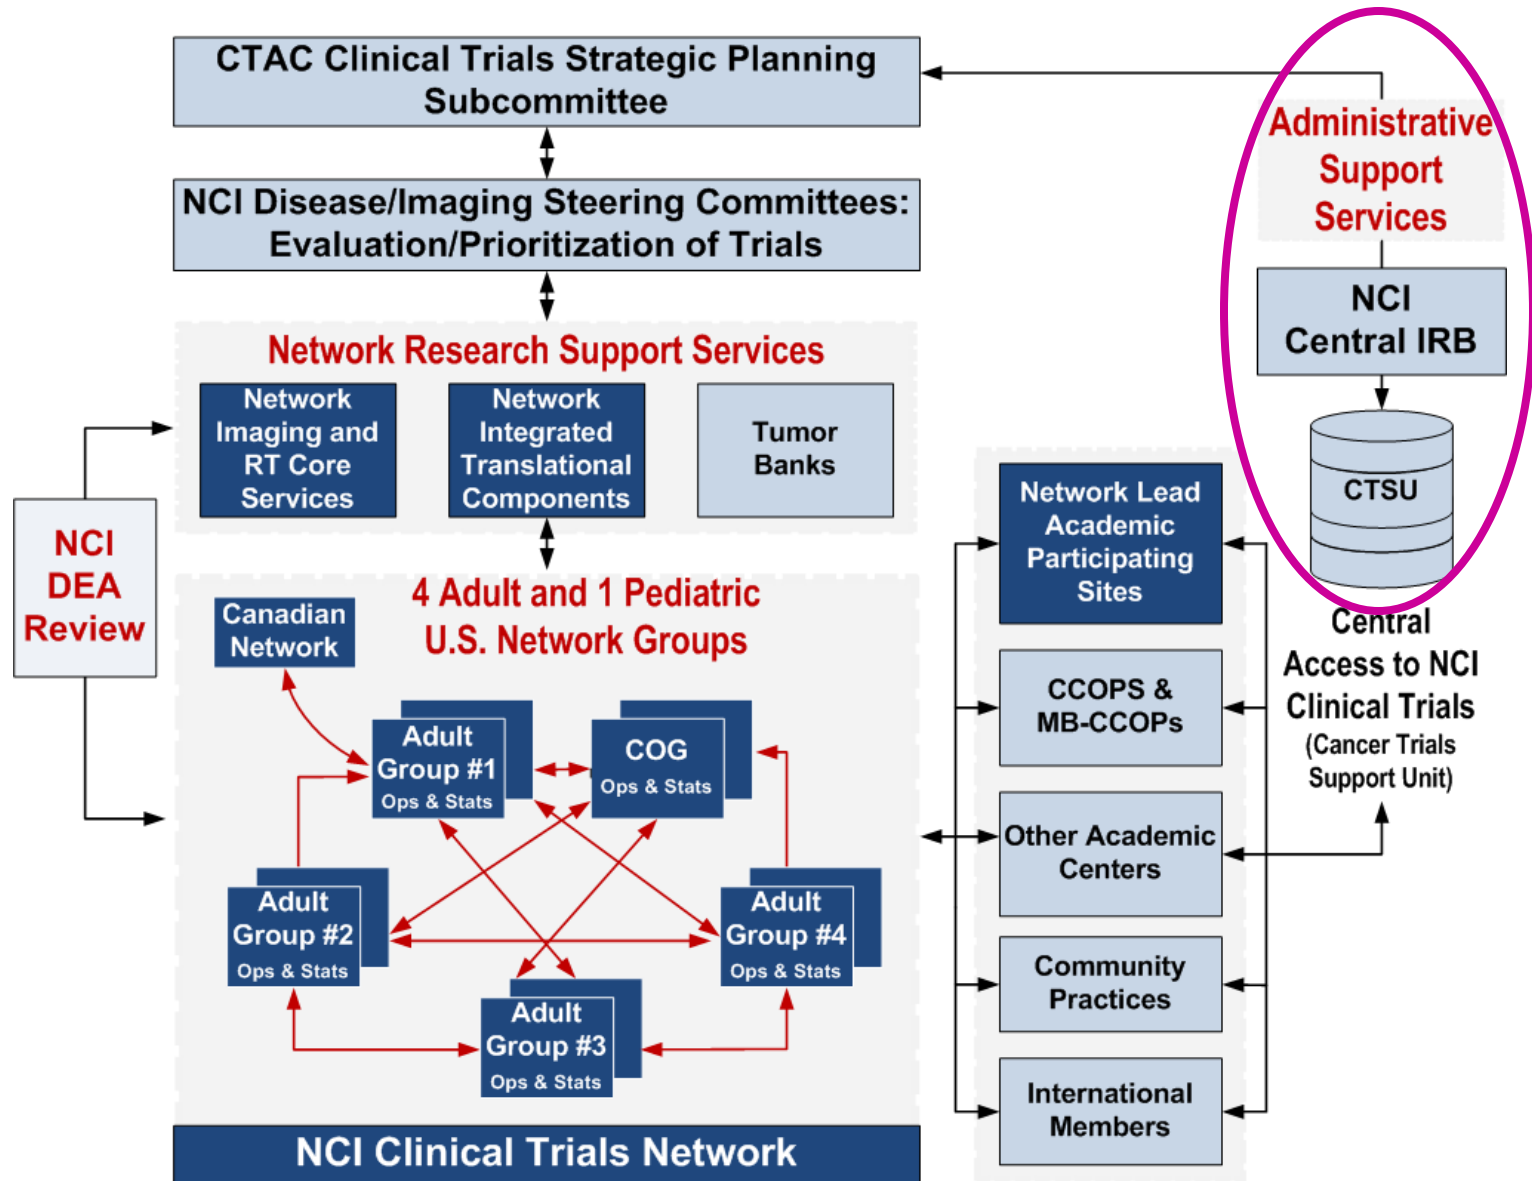 CTAC Clinical Trials Strategic Planning
Subcommittee
NCI Disease/Imaging Steering Committees:
Evaluation/Prioritization of Trials
Administrative
Support
Services
NCI
Central IRB
CTSU
Central
Access to NCI
Clinical Trials
(Cancer Trials
Support Unit)
Network Research Support Services
Network
Imaging and
RT Core
Services
Network
Integrated
Translational
Components
Tumor
Banks
NCI
DEA
Review
4 Adult and 1 Pediatric
U.S. Network Groups
Canadian
Network
Adult
Group #1
Ops & Stats
COG
Ops & Stats
Adult
Group #2
Ops & Stats
Adult
Group #4
Ops & Stats
Adult
Group #3
Ops & Stats
NCI Clinical Trials Network
Network Lead
Academic
Participating
Sites
CCOPS &
MB-CCOPs
Other Academic
Centers
Community
Practices
International
Members